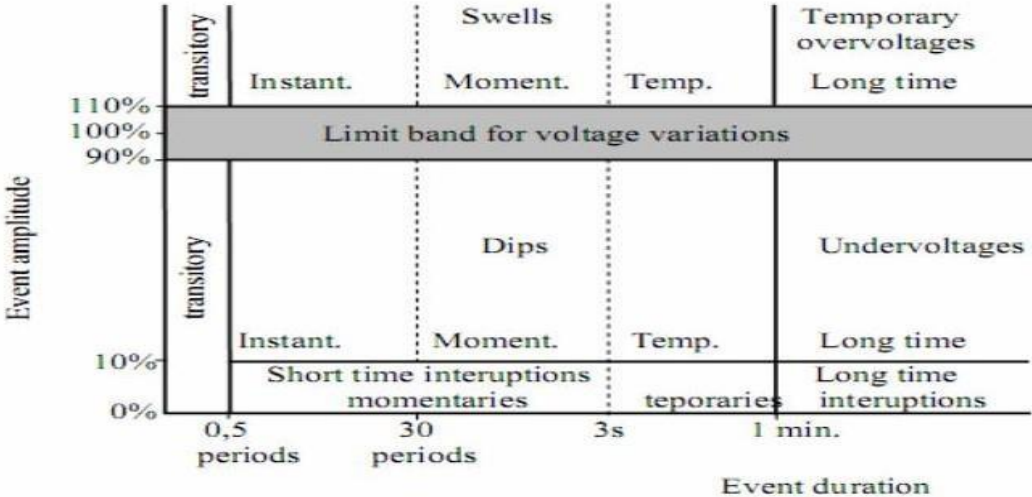 Swells
Temporary
overvoltages
transitory
Instant.
Moment.
Temp.
Long time
110%
100%
90%
Limit band for voltage variations
Event amplitude
transitory
Dips
Undervoltages
Instant.
Moment.
Temp.
Long time
10%
Short time interuptions
momentaries
teporaries
Long time
interuptions
0%
0,5
periods
30
periods
3s
1 min.
Event duration